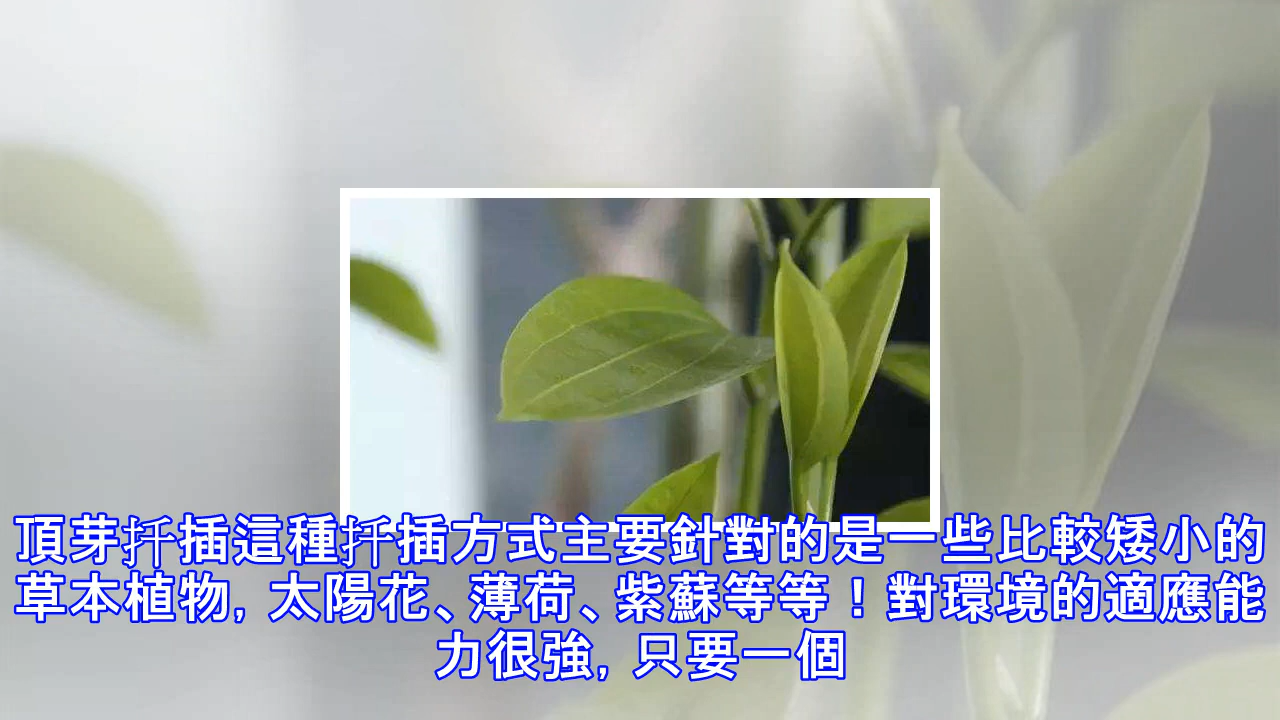 頂芽扦插這種扦插方式主要針對的是一些比較矮小的
草本植物, 太陽花、薄荷、紫蘇等等！對環境的適應能
力很強, 只要一個